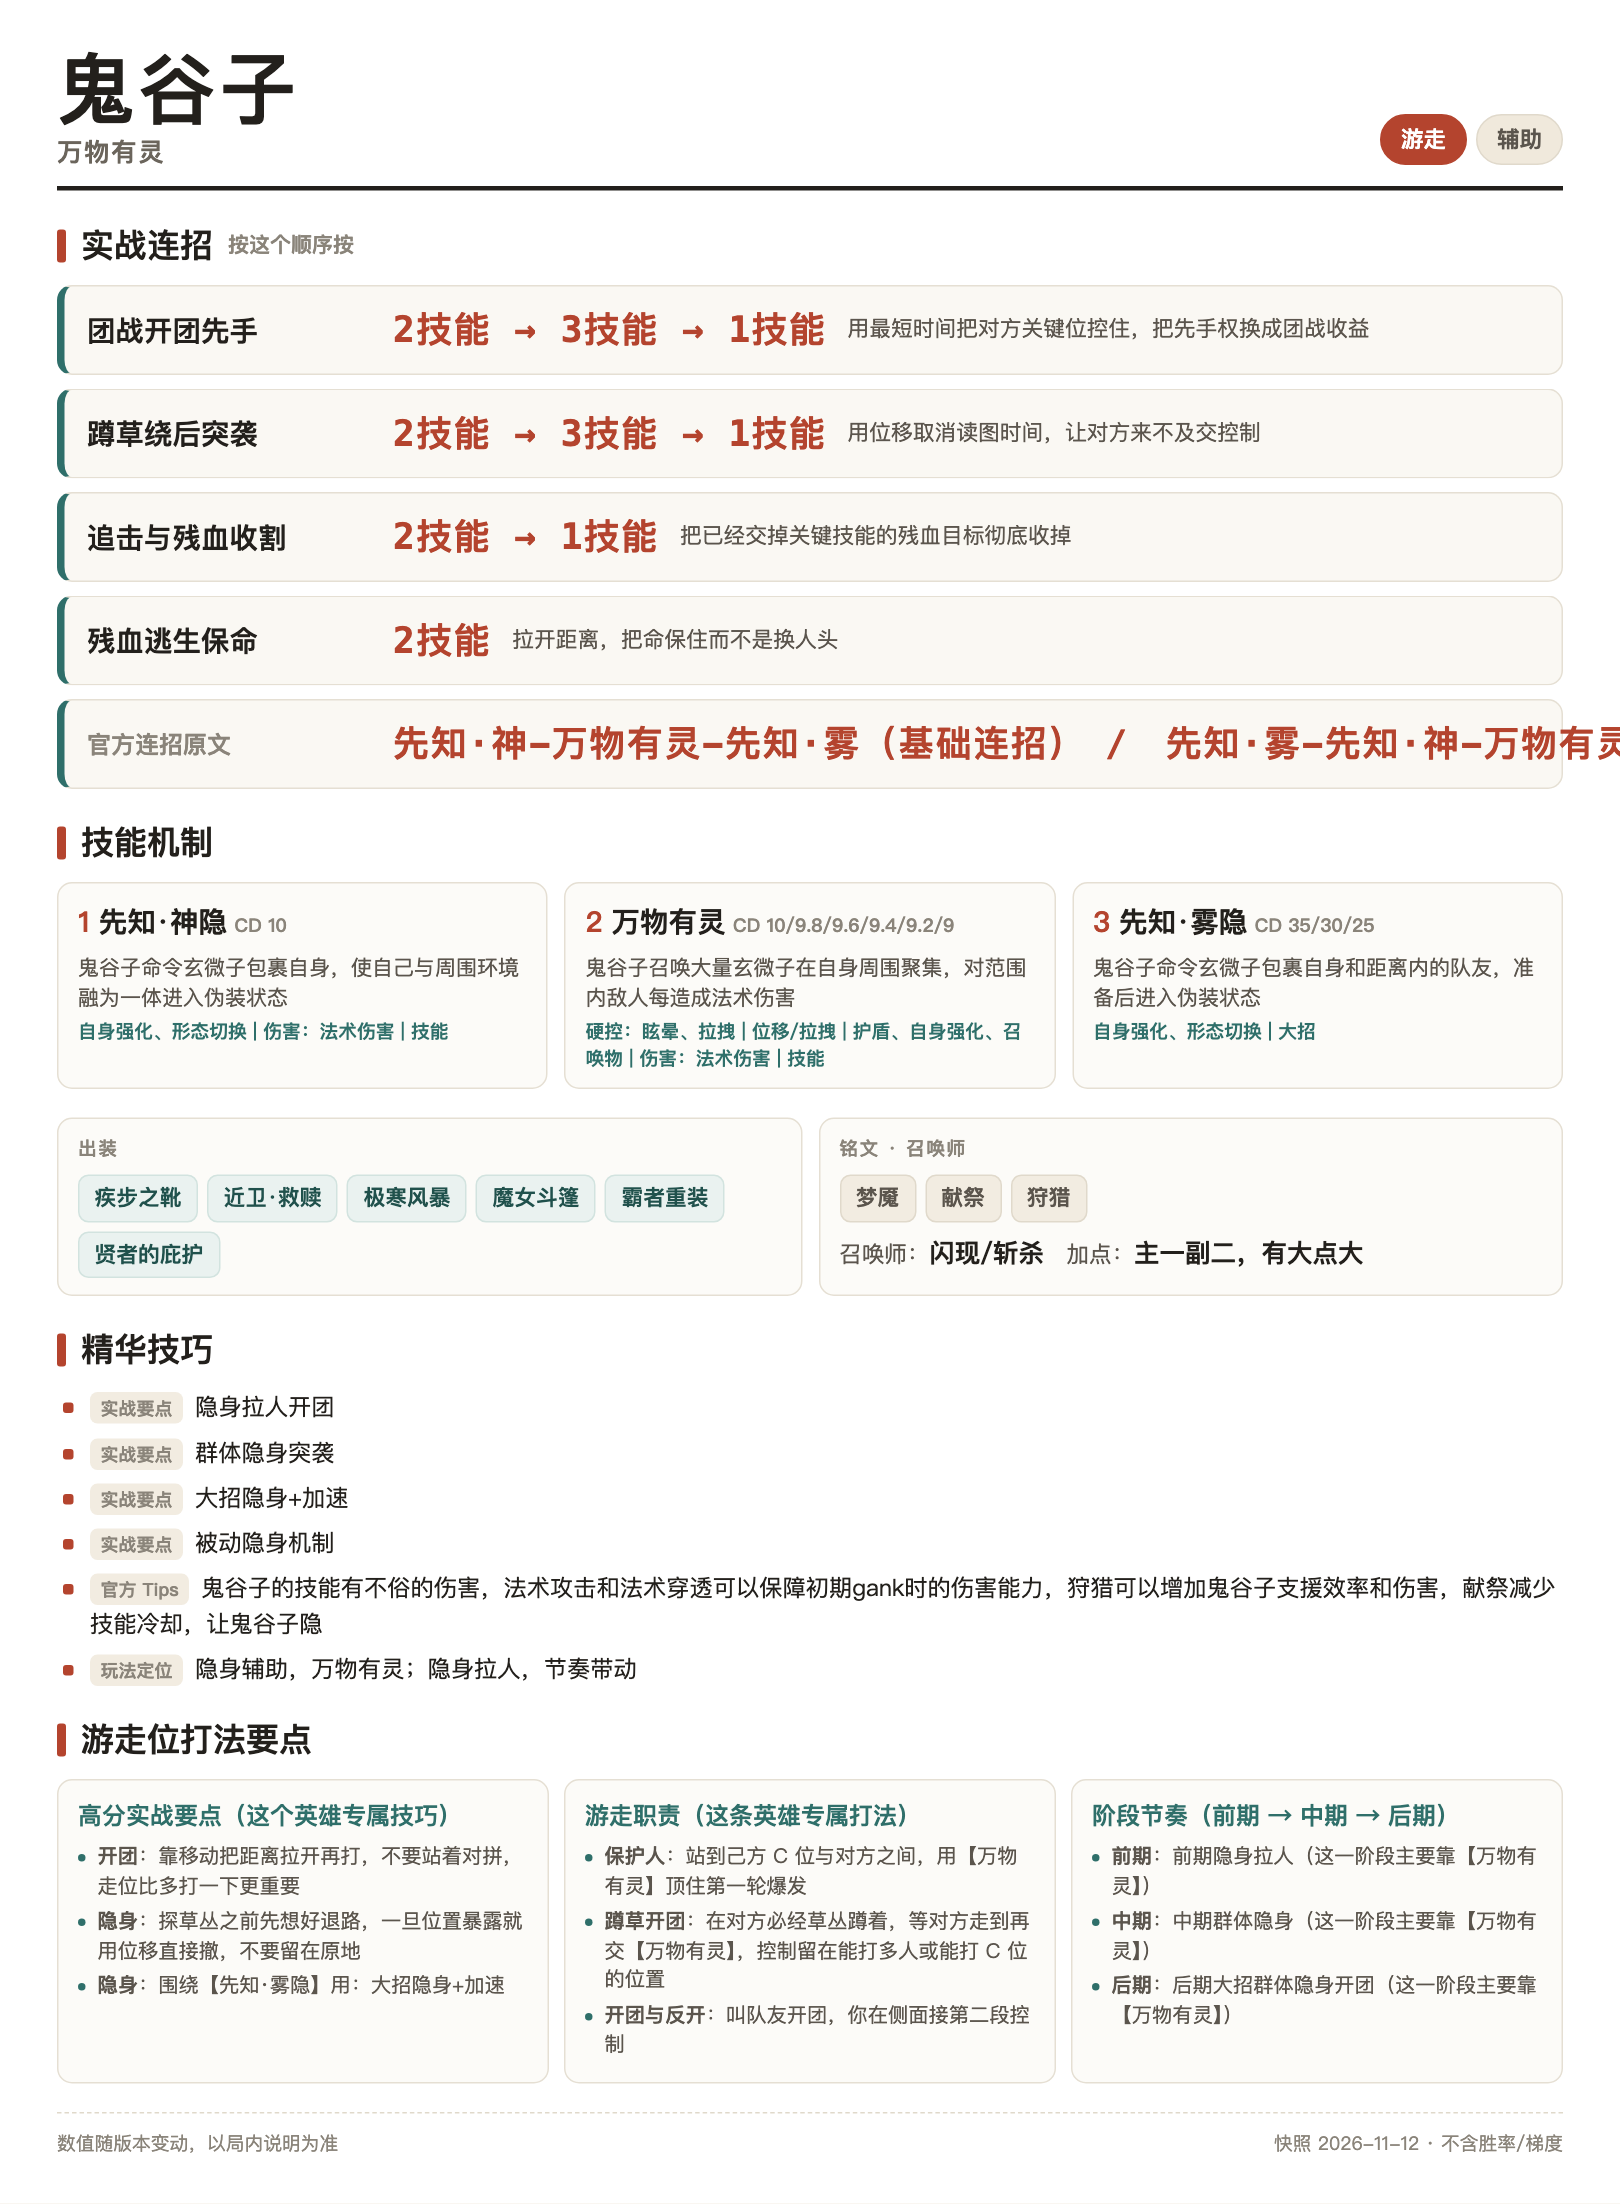 鬼谷子
万物有灵
游走 辅助
实战连招 按这个顺序按
团战开团先手 2技能 → 3技能 → 1技能 用最短时间把对方关键位控住，把先手权换成团战收益
蹲草绕后突袭 2技能 → 3技能 → 1技能 用位移取消读图时间，让对方来不及交控制
追击与残血收割 2技能 → 1技能 把已经交掉关键技能的残血目标彻底收掉
残血逃生保命 2技能 拉开距离，把命保住而不是换人头
官方连招原文 先知·神–万物有灵–先知·雾（基础连招） / 先知·雾–先知·神–万物有灵
技能机制
1 先知·神隐 CD 10
鬼谷子命令玄微子包裹自身，使自己与周围环境
融为一体进入伪装状态
自身强化、形态切换 | 伤害：法术伤害 | 技能
2 万物有灵 CD 10/9.8/9.6/9.4/9.2/9
鬼谷子召唤大量玄微子在自身周围聚集，对范围
内敌人每造成法术伤害
硬控：眩晕、拉拽 | 位移/拉拽 | 护盾、自身强化、召
唤物 | 伤害：法术伤害 | 技能
3 先知·雾隐 CD 35/30/25
鬼谷子命令玄微子包裹自身和距离内的队友，准
备后进入伪装状态
自身强化、形态切换 | 大招
出装
疾步之靴 近卫·救赎 极寒风暴 魔女斗篷 霸者重装
贤者的庇护
铭文 · 召唤师
梦魇 献祭 狩猎
召唤师：闪现/斩杀 加点：主一副二，有大点大
精华技巧
实战要点 隐身拉人开团
实战要点 群体隐身突袭
实战要点 大招隐身+加速
实战要点 被动隐身机制
官方 Tips 鬼谷子的技能有不俗的伤害，法术攻击和法术穿透可以保障初期gank时的伤害能力，狩猎可以增加鬼谷子支援效率和伤害，献祭减少
技能冷却，让鬼谷子隐
玩法定位 隐身辅助，万物有灵；隐身拉人，节奏带动
游走位打法要点
高分实战要点（这个英雄专属技巧）
开团：靠移动把距离拉开再打，不要站着对拼，
走位比多打一下更重要
隐身：探草丛之前先想好退路，一旦位置暴露就
用位移直接撤，不要留在原地
隐身：围绕【先知·雾隐】用：大招隐身+加速
游走职责（这条英雄专属打法）
保护人：站到己方 C 位与对方之间，用【万物
有灵】顶住第一轮爆发
蹲草开团：在对方必经草丛蹲着，等对方走到再
交【万物有灵】，控制留在能打多人或能打 C 位
的位置
开团与反开：叫队友开团，你在侧面接第二段控
制
阶段节奏（前期 → 中期 → 后期）
前期：前期隐身拉人（这一阶段主要靠【万物有
灵】）
中期：中期群体隐身（这一阶段主要靠【万物有
灵】）
后期：后期大招群体隐身开团（这一阶段主要靠
【万物有灵】）
数值随版本变动，以局内说明为准
快照 2026–11–12 · 不含胜率/梯度